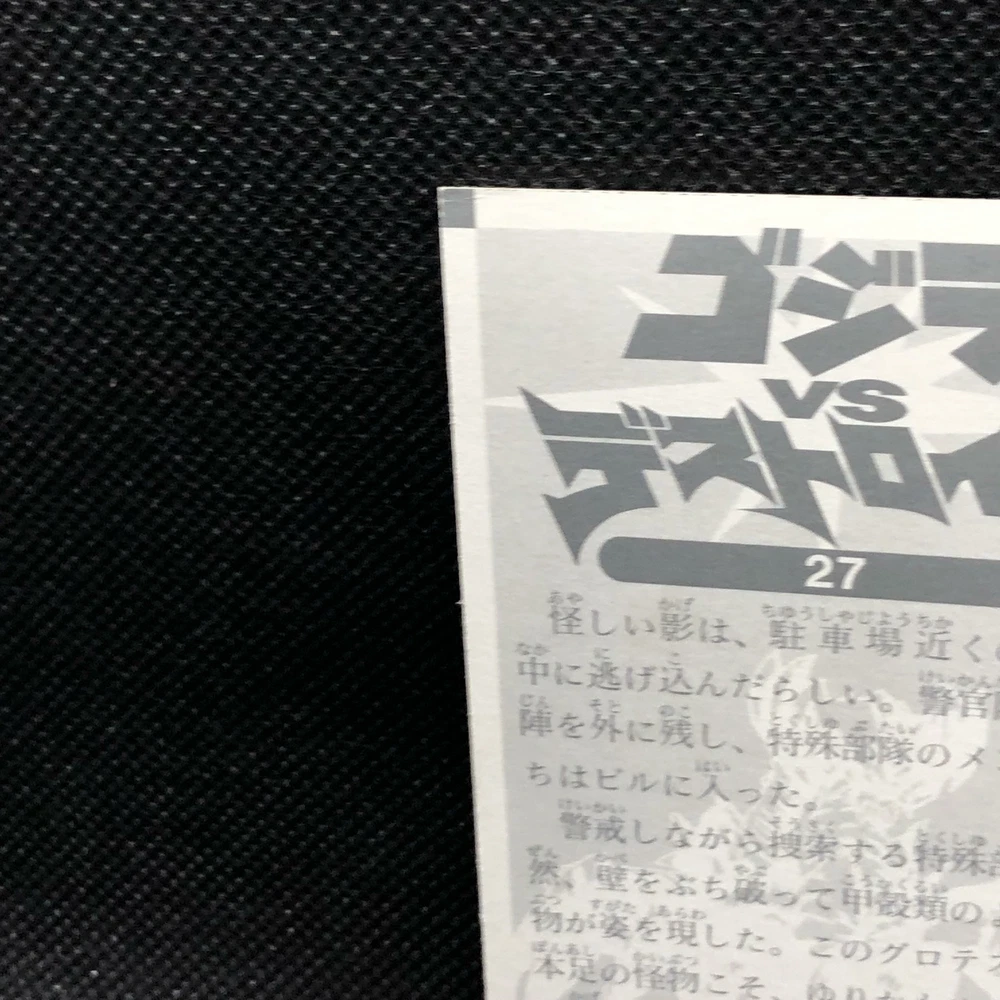 ゴジ
VS
デストロ
27
怪しい影は、駐車場近く
中に逃げ込んだらしい。警官
陣を外に残し、特殊部隊のメ
ちはビルに入った。
警戒しながら捜索する特殊
然、壁をぶち破って甲殻類の
物が姿を現した。このグロテ
本足の怪物こそ、